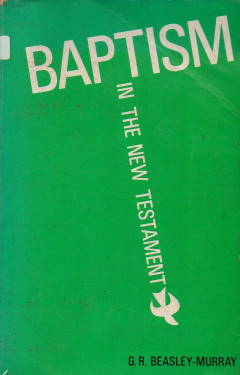 BAPTISM
IN THE NEW TESTAMENT
G. R. BEASLEY-MURRAY